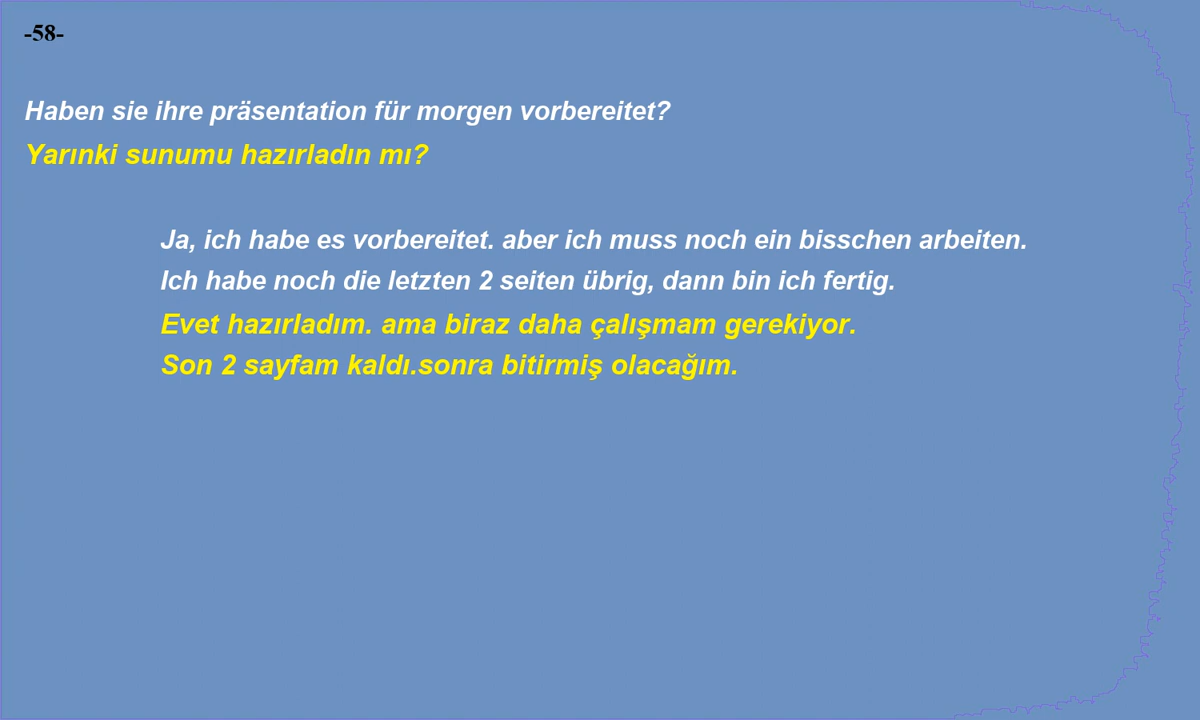 -58-
Haben sie ihre präsentation für morgen vorbereitet?
Yarınki sunumu hazırladın mı?
Ja, ich habe es vorbereitet. aber ich muss noch ein bisschen arbeiten.
Ich habe noch die letzten 2 seiten übrig, dann bin ich fertig.
Evet hazırladım. ama biraz daha çalışmam gerekiyor.
Son 2 sayfam kaldı.sonra bitirmiş olacağım.